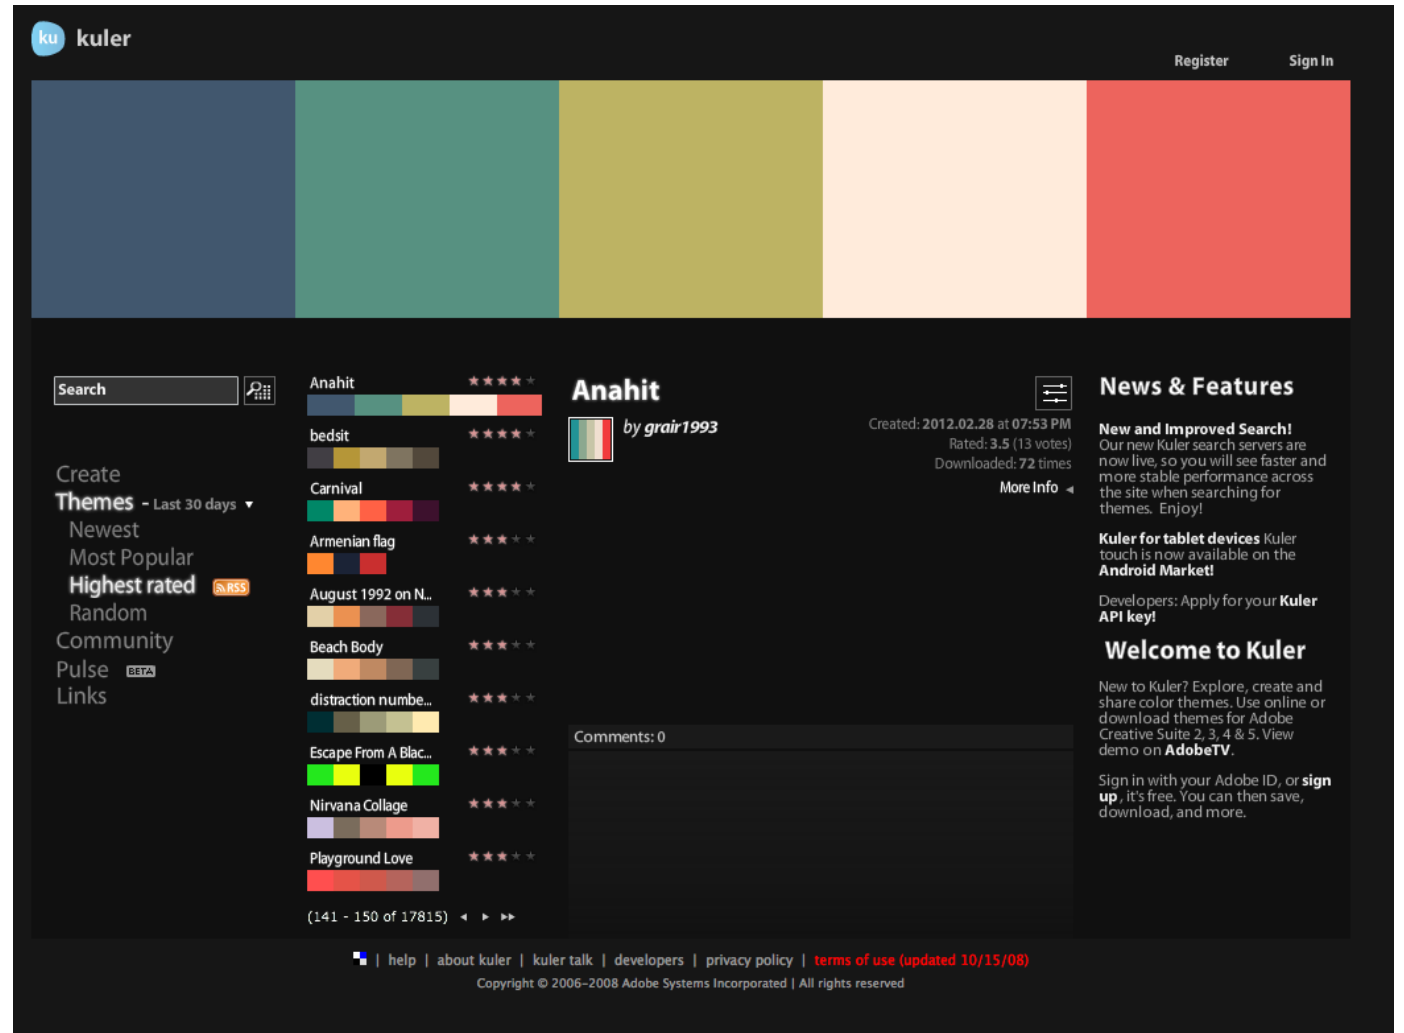 ku kuler
Register Sign In
Search
Create
Themes - Last 30 days
Newest
Most Popular
Highest rated RSS
Random
Community
Pulse BETA
Links
Anahit
bedsit
Carnival
Armenian flag
August 1992 on N...
Beach Body
distraction numbe...
Escape From A Blac...
Nirvana Collage
Playground Love
(141 - 150 of 17815)
Anahit
by grair1993
Created: 2012.02.28 at 07:53 PM
Rated: 3.5 (13 votes)
Downloaded: 72 times
More Info
Comments: 0
News & Features
New and Improved Search!
Our new Kuler search servers are
now live, so you will see faster and
more stable performance across
the site when searching for
themes. Enjoy!
Kuler for tablet devices Kuler
touch is now available on the
Android Market!
Developers: Apply for your Kuler
API key!
Welcome to Kuler
New to Kuler? Explore, create and
share color themes. Use online or
download themes for Adobe
Creative Suite 2, 3, 4 & 5. View
demo on AdobeTV.
Sign in with your Adobe ID, or sign
up, it's free. You can then save,
download, and more.
| help | about kuler | kuler talk | developers | privacy policy | terms of use (updated 10/15/08)
Copyright © 2006-2008 Adobe Systems Incorporated | All rights reserved